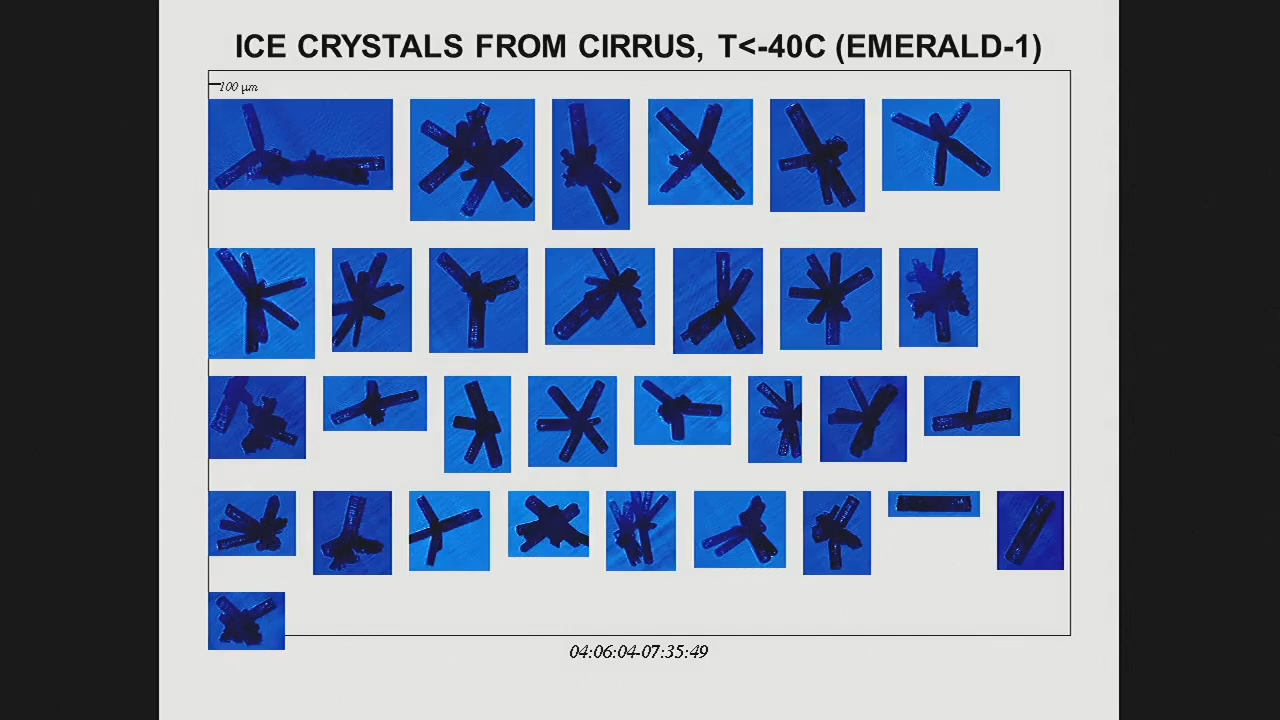 ICE CRYSTALS FROM CIRRUS, T<-40C (EMERALD-1)
100 µm
04:06:04-07:35:49